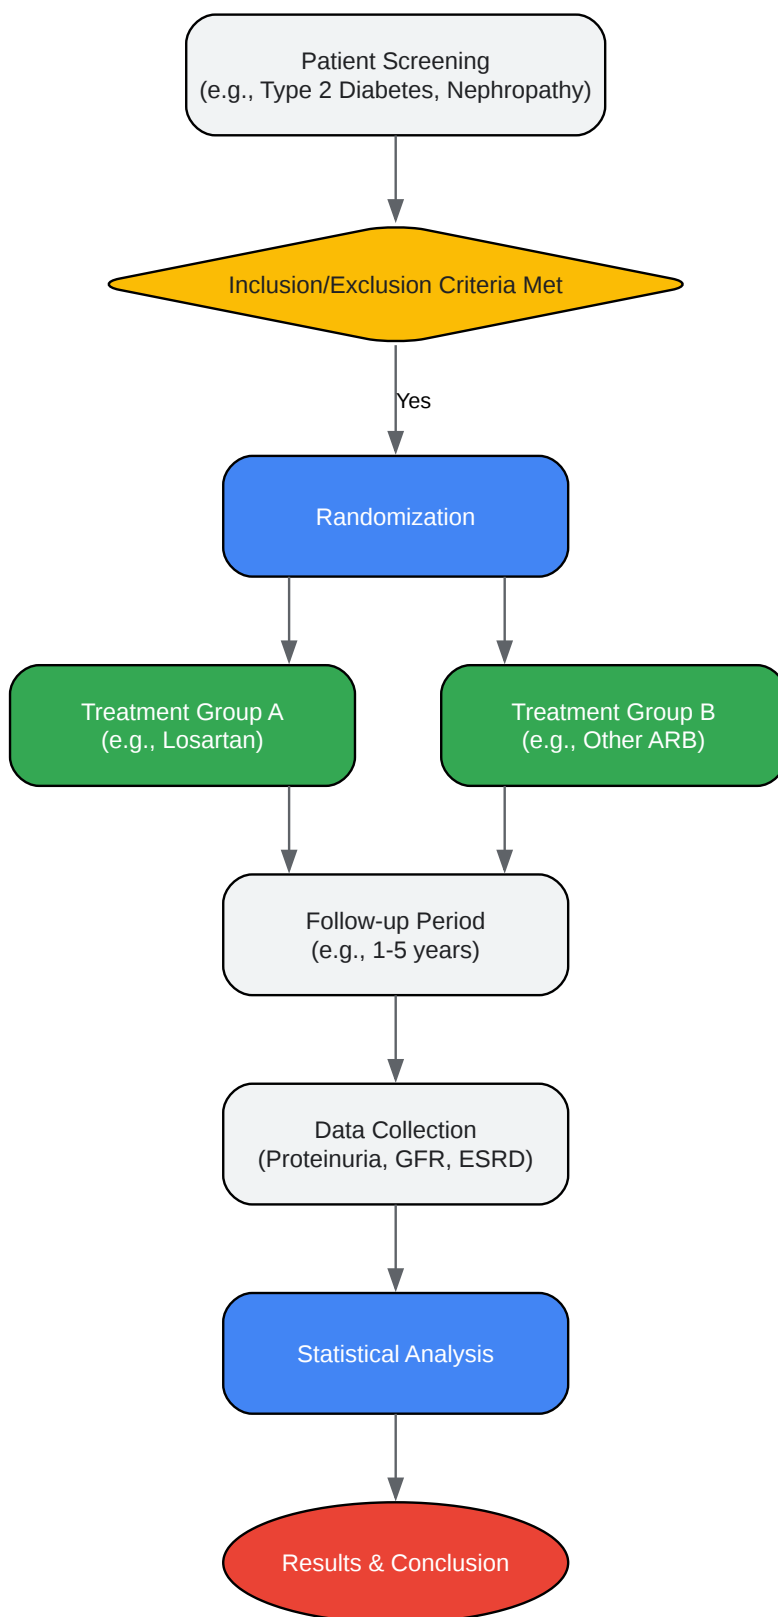 Patient Screening
(e.g., Type 2 Diabetes, Nephropathy)
Inclusion/Exclusion Criteria Met
Yes
Randomization
Treatment Group A
(e.g., Losartan)
Treatment Group B
(e.g., Other ARB)
Follow-up Period
(e.g., 1-5 years)
Data Collection
(Proteinuria, GFR, ESRD)
Statistical Analysis
Results & Conclusion